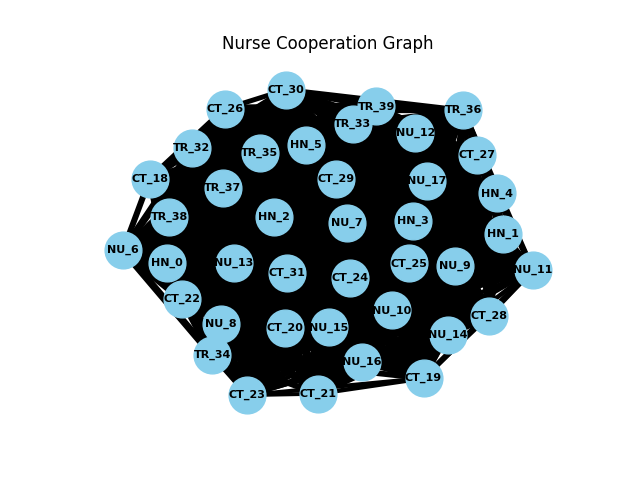 Nurse Cooperation Graph
CT_30
TR_39
CT_26
TR_36
TR_33
NU_12
HN_5
TR_32
TR_35
CT_27
CT_18
CT_29
NU_17
TR_37
HN_4
TR_38
HN_2
NU_7
HN_3
HN_1
NU_6
HN_0
NU_13
CT_25
NU_9
NU_11
CT_31
CT_24
CT_22
NU_10
CT_28
NU_8
CT_20
NU_15
NU_14
TR_34
NU_16
CT_19
CT_23
CT_21